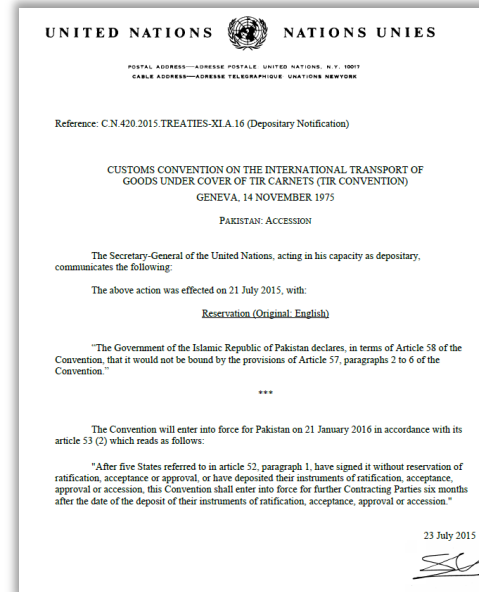 UNITED NATIONS NATIONS UNIES
POSTAL ADDRESS—ADRESSE POSTALE UNITED NATIONS, N.Y. 10017
CABLE ADDRESS—ADRESSE TELEGRAPHIQUE UNATIONS NEWYORK
Reference: C.N.420.2015.TREATIES-XI.A.16 (Depositary Notification)
CUSTOMS CONVENTION ON THE INTERNATIONAL TRANSPORT OF
GOODS UNDER COVER OF TIR CARNETS (TIR CONVENTION)
GENEVA, 14 NOVEMBER 1975
PAKISTAN: ACCESSION
The Secretary-General of the United Nations, acting in his capacity as depositary,
communicates the following:
The above action was effected on 21 July 2015, with:
Reservation (Original: English)
“The Government of the Islamic Republic of Pakistan declares, in terms of Article 58 of the
Convention, that it would not be bound by the provisions of Article 57, paragraphs 2 to 6 of the
Convention.”
***
The Convention will enter into force for Pakistan on 21 January 2016 in accordance with its
article 53 (2) which reads as follows:
"After five States referred to in article 52, paragraph 1, have signed it without reservation of
ratification, acceptance or approval, or have deposited their instruments of ratification, acceptance,
approval or accession, this Convention shall enter into force for further Contracting Parties six months
after the date of the deposit of their instruments of ratification, acceptance, approval or accession."
23 July 2015